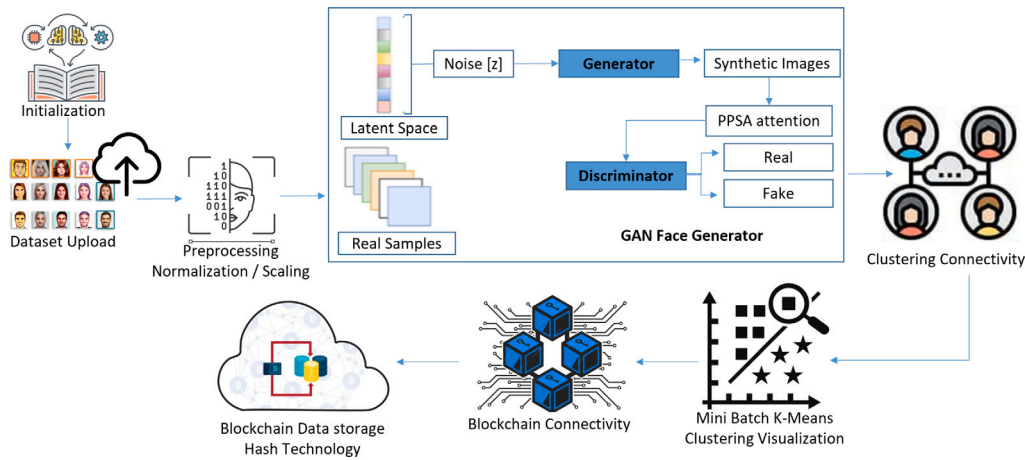 Initialization
Dataset Upload
1
10
110
111
001
10
0
Preprocessing
Normalization / Scaling
Latent Space
Real Samples
Noise [z]
Generator
Synthetic Images
PPSA attention
Discriminator
Real
Fake
GAN Face Generator
Clustering Connectivity
Mini Batch K-Means
Clustering Visualization
Blockchain Connectivity
Blockchain Data storage
Hash Technology